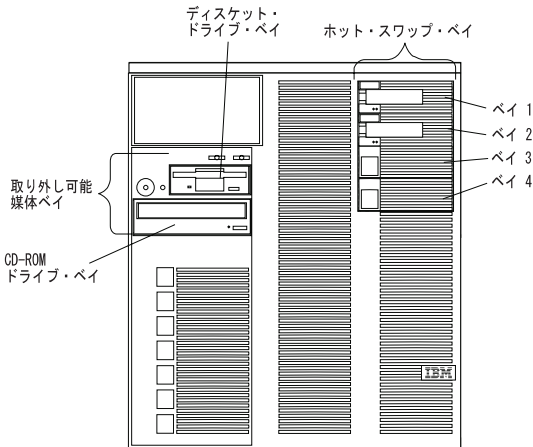 ディスケット・
ドライブ・ベイ
ホット・スワップ・ベイ
ベイ 1
ベイ 2
ベイ 3
ベイ 4
取り外し可能
媒体ベイ
CD-ROM
ドライブ・ベイ
IBM